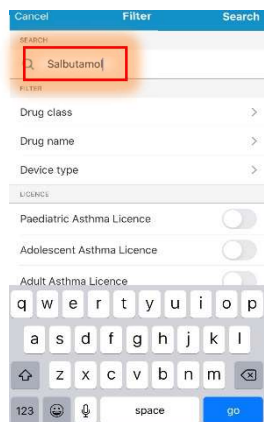 Cancel Filter Search
SEARCH
Salbutamol
FILTER
Drug class
Drug name
Device type
LICENCE
Paediatric Asthma Licence
Adolescent Asthma Licence
Adult Asthma Licence
q w e r t y u i o p
a s d f g h j k l
z x c v b n m
123 space go